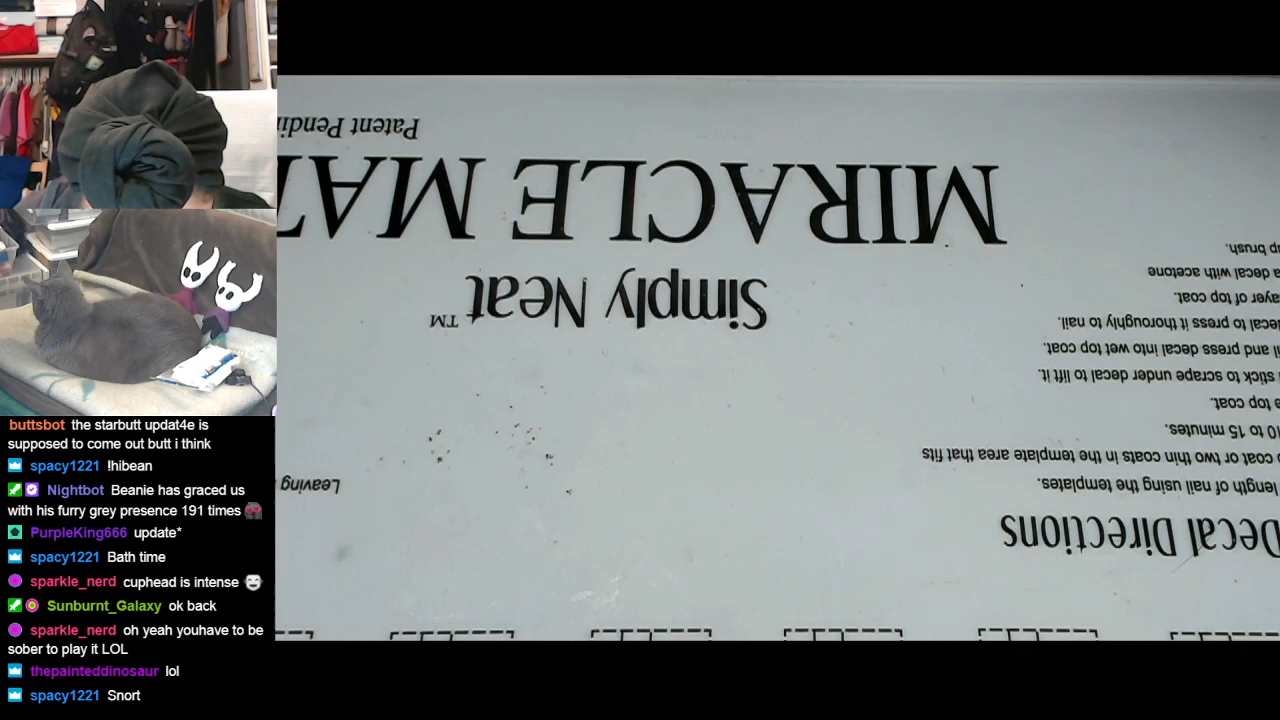 buttsbot the starbutt updat4e is
supposed to come out butt i think
spacy1221 !hibean
Nightbot Beanie has graced us
with his furry grey presence 191 times
PurpleKing666 update*
spacy1221 Bath time
sparkle_nerd cuphead is intense
Sunburnt_Galaxy ok back
sparkle_nerd oh yeah youhave to be
sober to play it LOL
thepainteddinosaur lol
spacy1221 Snort
Decal Directions
length of nail using the templates.
coat or two thin coats in the template area that fits
10 to 15 minutes.
a top coat.
stick to scrape under decal to lift it.
and press decal into wet top coat.
decal to press it thoroughly to nail.
layer of top coat.
a decal with acetone
brush.
Leaving
Simply Neat™
MIRACLE MAT
Patent Pendi